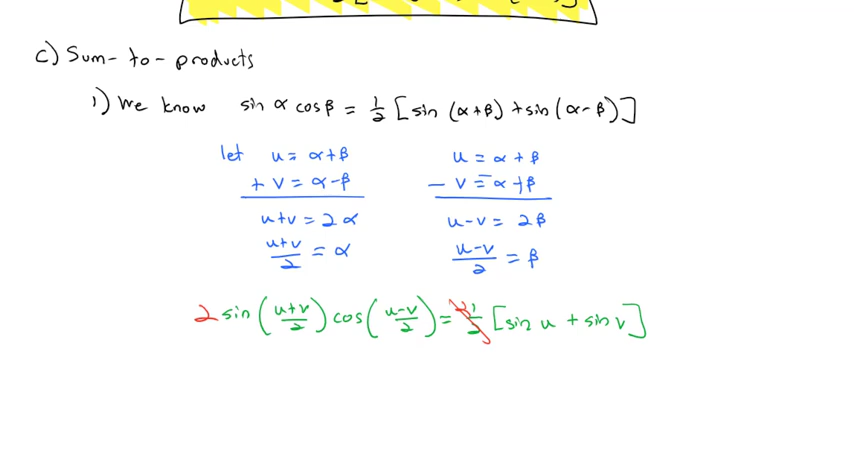 c) Sum-to-products
1) We know sin α cos β = 1/2 [sin (α+β) + sin (α-β)]
let u = α+β u = α+β
+ v = α-β - v = -α+β
u+v = 2α u-v = 2β
(u+v)/2 = α (u-v)/2 = β
2 sin ((u+v)/2) cos ((u-v)/2) = 2 1/2 [sin u + sin v]